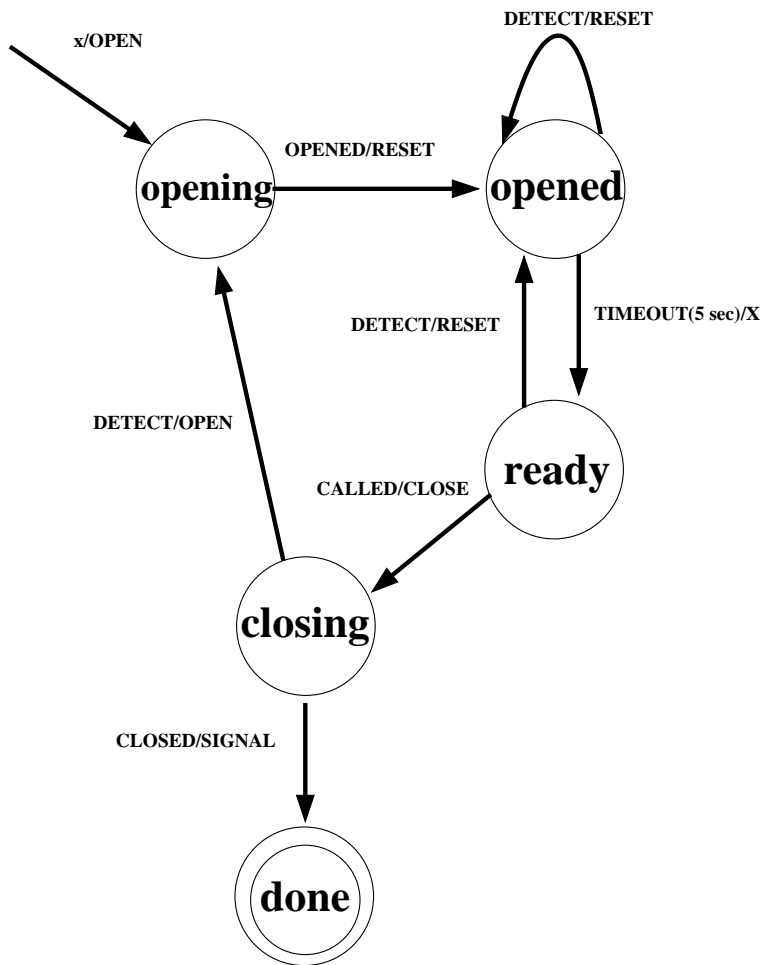 DETECT/RESET
x/OPEN
OPENED/RESET
opening
opened
TIMEOUT(5 sec)/X
DETECT/RESET
DETECT/OPEN
ready
CALLED/CLOSE
closing
CLOSED/SIGNAL
done